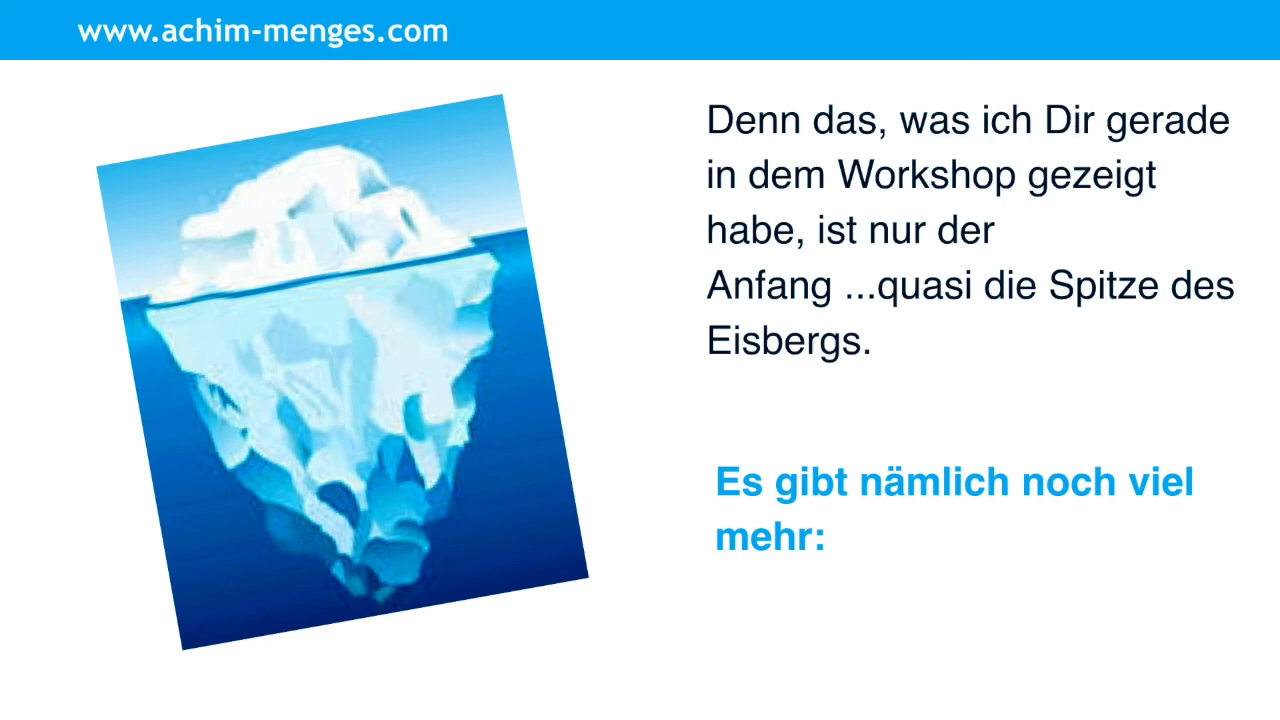 www.achim-menges.com
Denn das, was ich Dir gerade
in dem Workshop gezeigt
habe, ist nur der
Anfang ...quasi die Spitze des
Eisbergs.
Es gibt nämlich noch viel
mehr: